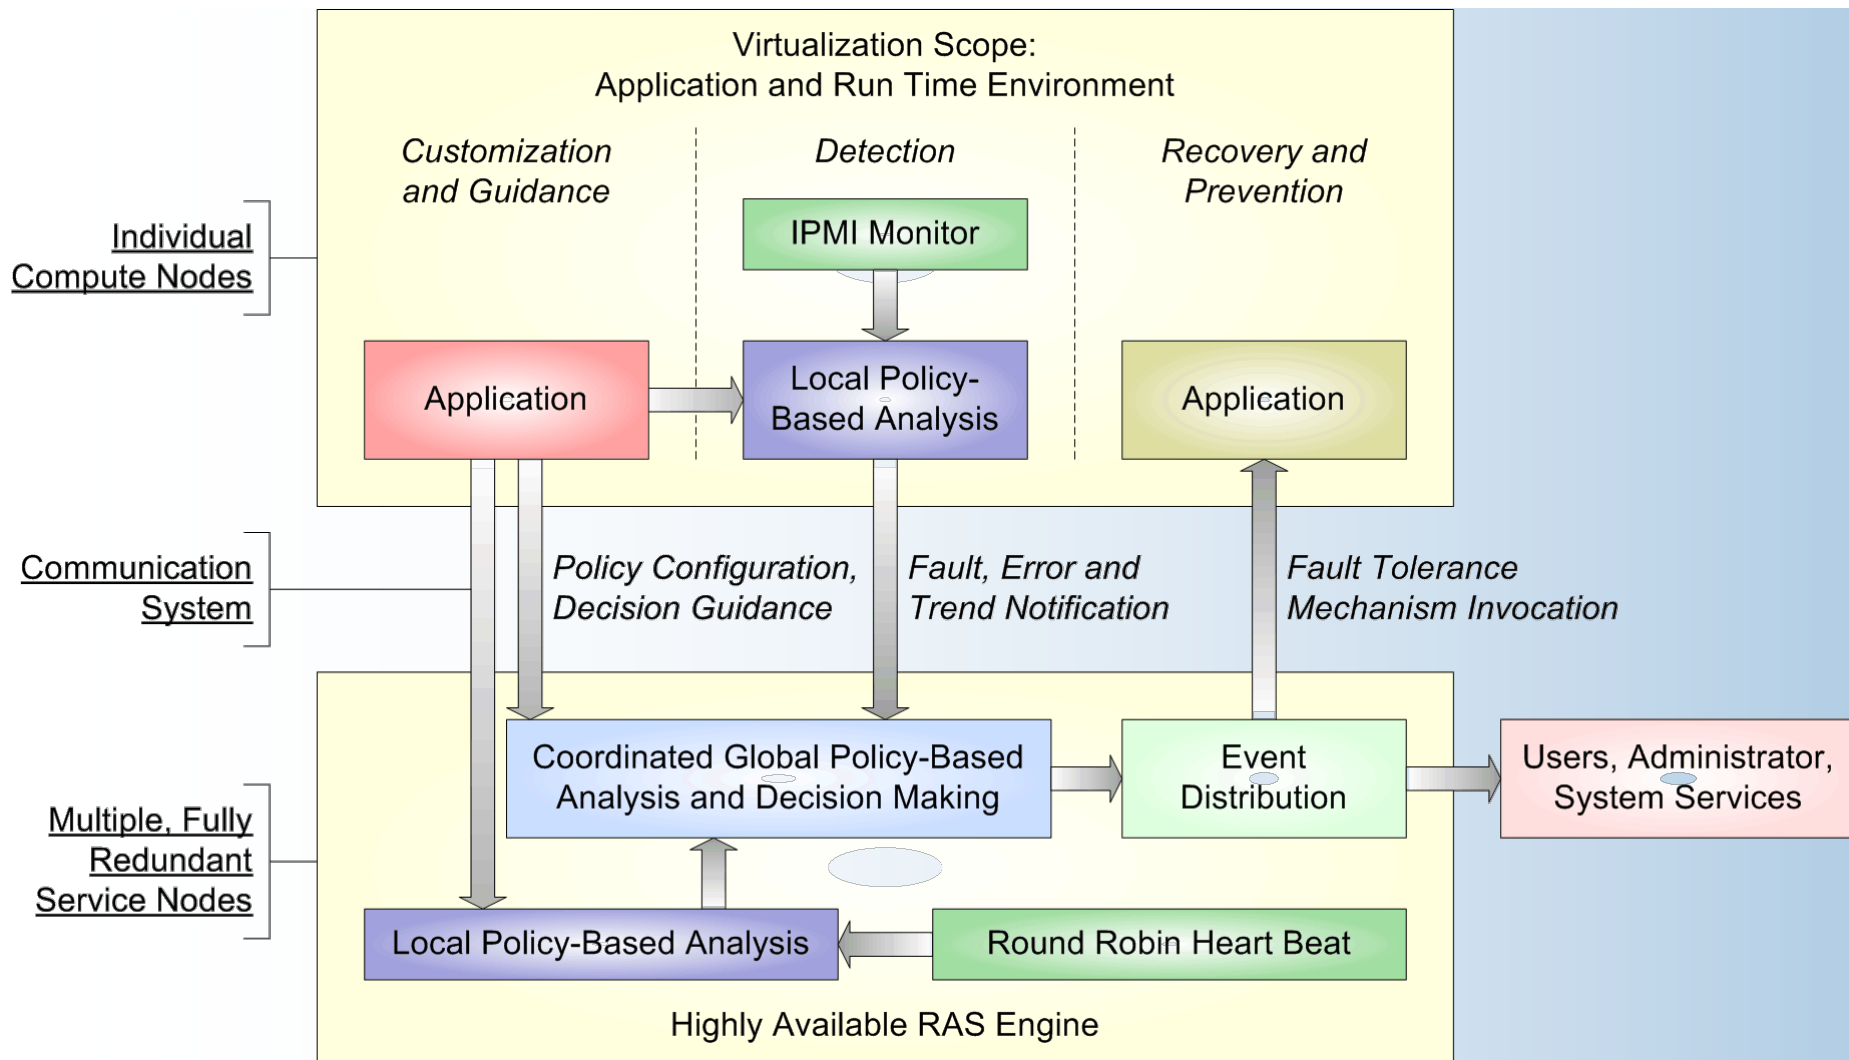 Virtualization Scope:
Application and Run Time Environment
Customization
and Guidance
Detection
Recovery and
Prevention
IPMI Monitor
Individual
Compute Nodes
Application
Local Policy-
Based Analysis
Application
Communication
System
Policy Configuration,
Decision Guidance
Fault, Error and
Trend Notification
Fault Tolerance
Mechanism Invocation
Coordinated Global Policy-Based
Analysis and Decision Making
Event
Distribution
Users, Administrator,
System Services
Multiple, Fully
Redundant
Service Nodes
Local Policy-Based Analysis
Round Robin Heart Beat
Highly Available RAS Engine